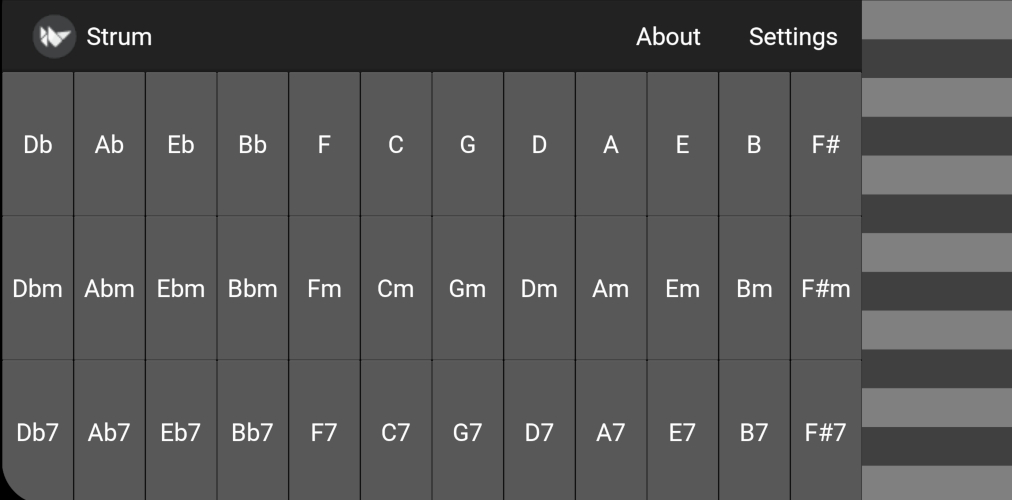 Strum About Settings
Db Ab Eb Bb F C G D A E B F#
Dbm Abm Ebm Bbm Fm Cm Gm Dm Am Em Bm F#m
Db7 Ab7 Eb7 Bb7 F7 C7 G7 D7 A7 E7 B7 F#7